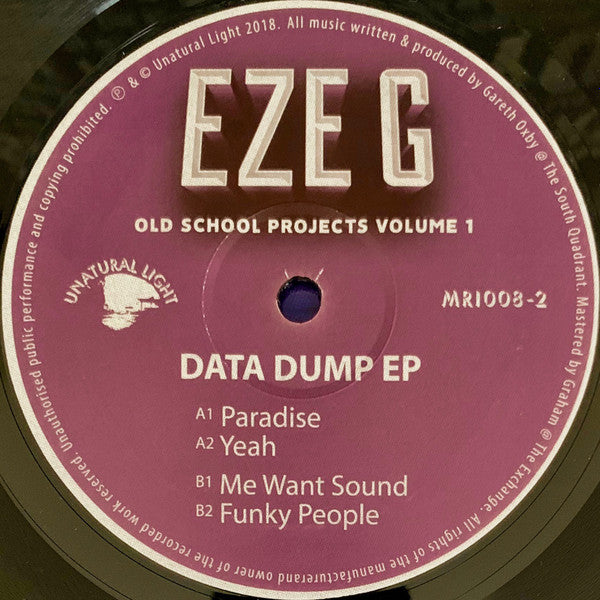 EZE G
OLD SCHOOL PROJECTS VOLUME 1
UNATURAL LIGHT
MRI008-2
DATA DUMP EP
A1 Paradise
A2 Yeah
B1 Me Want Sound
B2 Funky People
℗ & © Unatural Light 2018. All music written & produced by Gareth Oxby @ The South Quadrant. Mastered by Graham @ The Exchange. All rights of the manufacturerand owner of the recorded work reserved. Unauthorised public performance and copying prohibited.